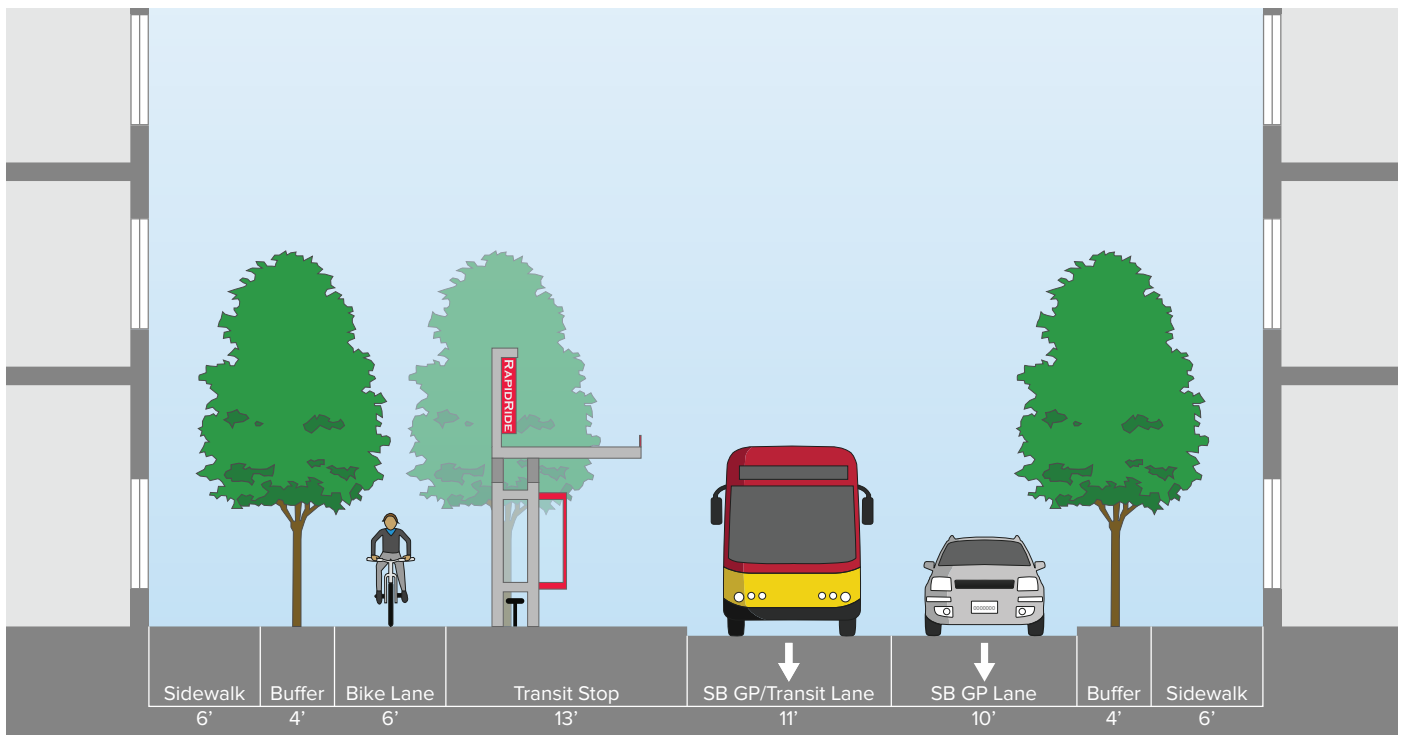 RAPIDRIDE
0000000
Sidewalk Buffer Bike Lane Transit Stop SB GP/Transit Lane SB GP Lane Buffer Sidewalk
6’ 4’ 6’ 13’ 11’ 10’ 4’ 6’